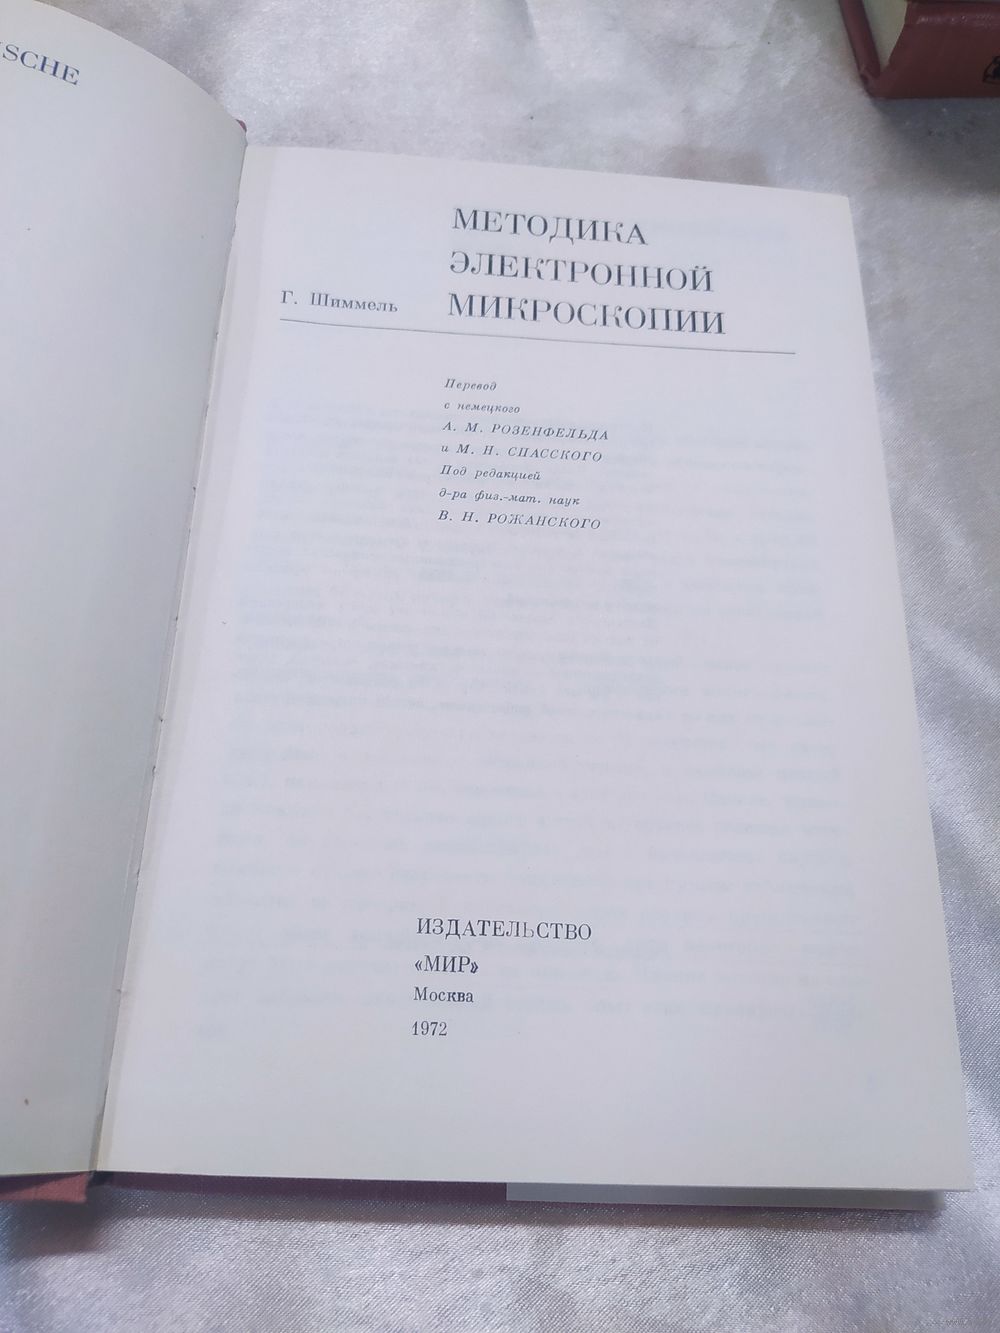 SCHE
МЕТОДИКА
ЭЛЕКТРОННОЙ
Г. Шиммель МИКРОСКОПИИ
Перевод
с немецкого
А. М. РОЗЕНФЕЛЬДА
и М. Н. СПАССКОГО
Под редакцией
д-ра физ.-мат. наук
В. Н. РОЖАНСКОГО
ИЗДАТЕЛЬСТВО
«МИР»
Москва
1972